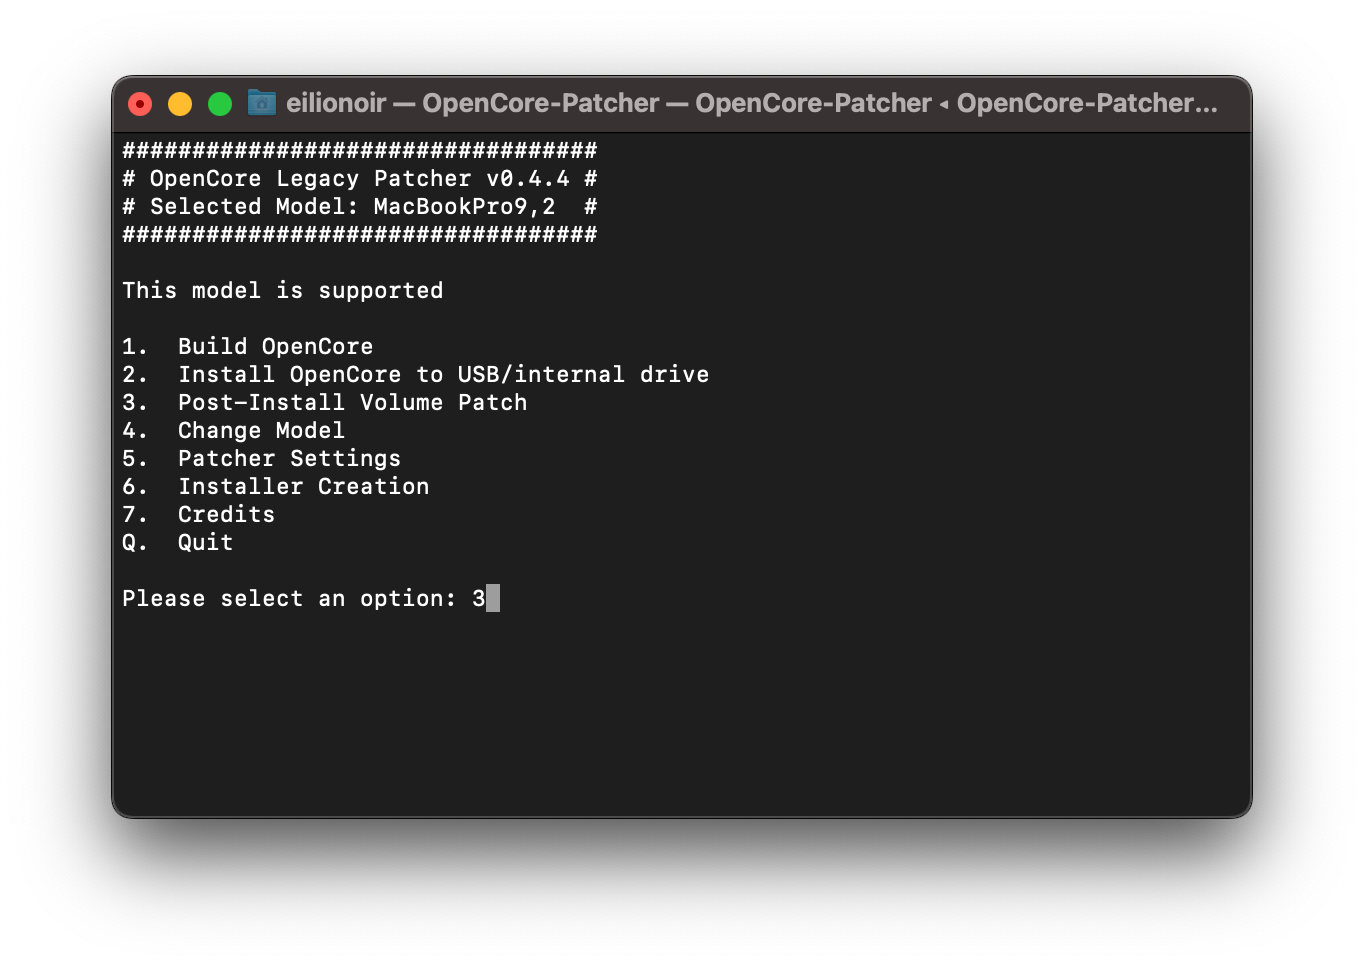 eilionoir — OpenCore-Patcher — OpenCore-Patcher ◂ OpenCore-Patcher...
##################################
# OpenCore Legacy Patcher v0.4.4 #
# Selected Model: MacBookPro9,2  #
##################################
This model is supported
1.  Build OpenCore
2.  Install OpenCore to USB/internal drive
3.  Post-Install Volume Patch
4.  Change Model
5.  Patcher Settings
6.  Installer Creation
7.  Credits
Q.  Quit
Please select an option: 3